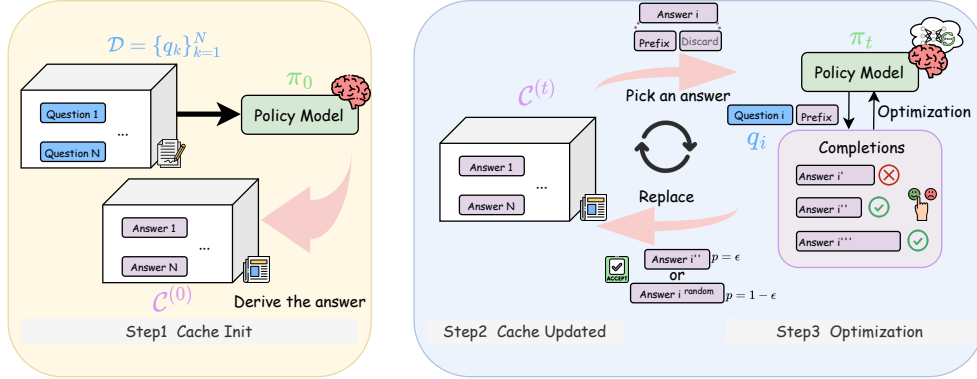 𝒟 = {q_k}_{k=1}^N
Question 1
...
Question N
π_0
Policy Model
Answer 1
...
Answer N
𝒞^(0)
Derive the answer
Step1 Cache Init
Answer i
Prefix Discard
𝒞^(t)
Answer 1
...
Answer N
Pick an answer
Replace
ACCEPT
Answer i'' p = ϵ
or
Answer i random p = 1 − ϵ
Step2 Cache Updated
π_t
Policy Model
Optimization
Question i Prefix
q_i
Completions
Answer i'
Answer i''
Answer i'''
Step3 Optimization